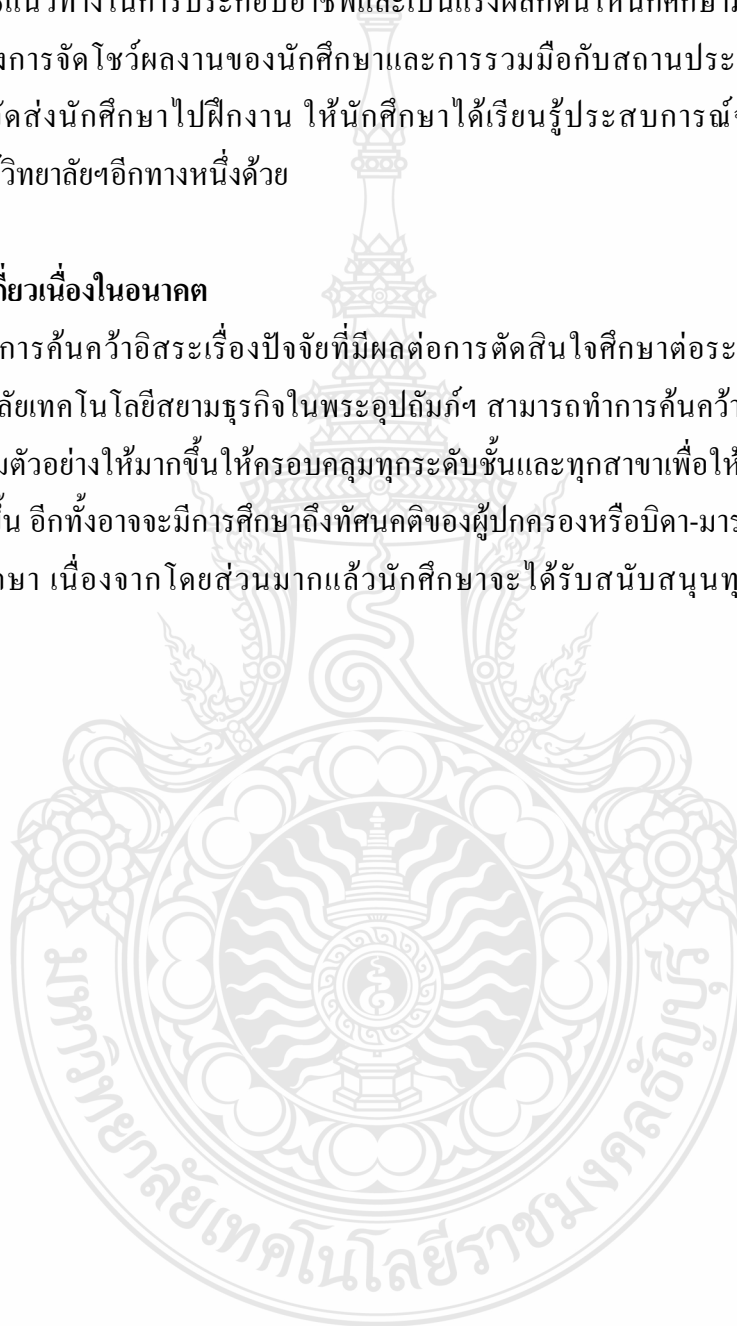 แนวทางในการประกอบอาชีพและเป็นแรงผลักดันให้นักศึกษาม
งการจัดโชว์ผลงานของนักศึกษาและการรวมมือกับสถานประ
จัดส่งนักศึกษาไปฝึกงาน ให้นักศึกษาได้เรียนรู้ประสบการณ์
วิทยาลัยฯอีกทางหนึ่งด้วย
กี่ยวเนื่องในอนาคต
การค้นคว้าอิสระเรื่องปัจจัยที่มีผลต่อการตัดสินใจศึกษาต่อระ
ลัยเทคโนโลยีสยามธุรกิจในพระอุปถัมภ์ฯ สามารถทำการค้นคว้า
มตัวอย่างให้มากขึ้นให้ครอบคลุมทุกระดับชั้นและทุกสาขาเพื่อให้
ขึ้น อีกทั้งอาจจะมีการศึกษาถึงทัศนคติของผู้ปกครองหรือบิดา-มาร
กษา เนื่องจากโดยส่วนมากแล้วนักศึกษาจะได้รับสนับสนุนทุ
มหาวิทยาลัยเทคโนโลยีราชมงคลธัญบุรี